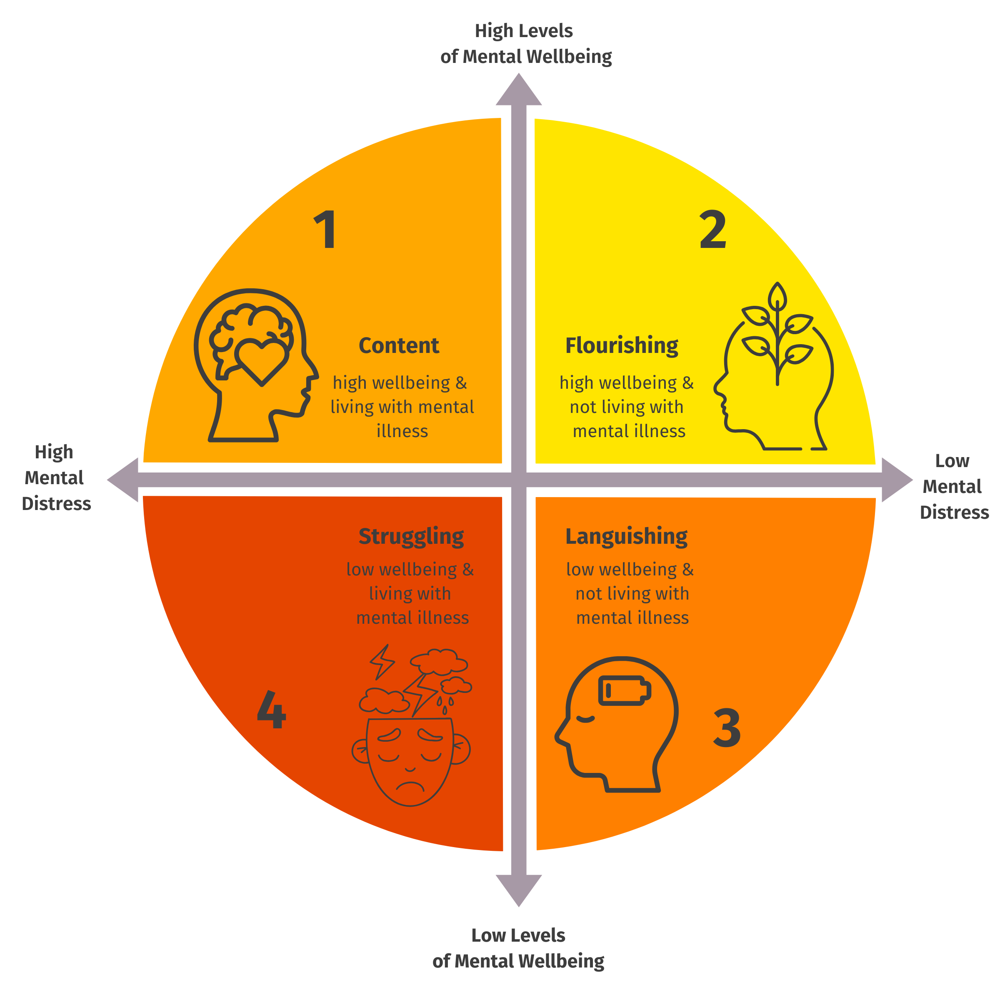 High Levels
of Mental Wellbeing
1
2
Content
high wellbeing &
living with mental
illness
Flourishing
high wellbeing &
not living with
mental illness
High
Mental
Distress
Low
Mental
Distress
Struggling
low wellbeing &
living with
mental illness
Languishing
low wellbeing &
not living with
mental illness
4
3
Low Levels
of Mental Wellbeing